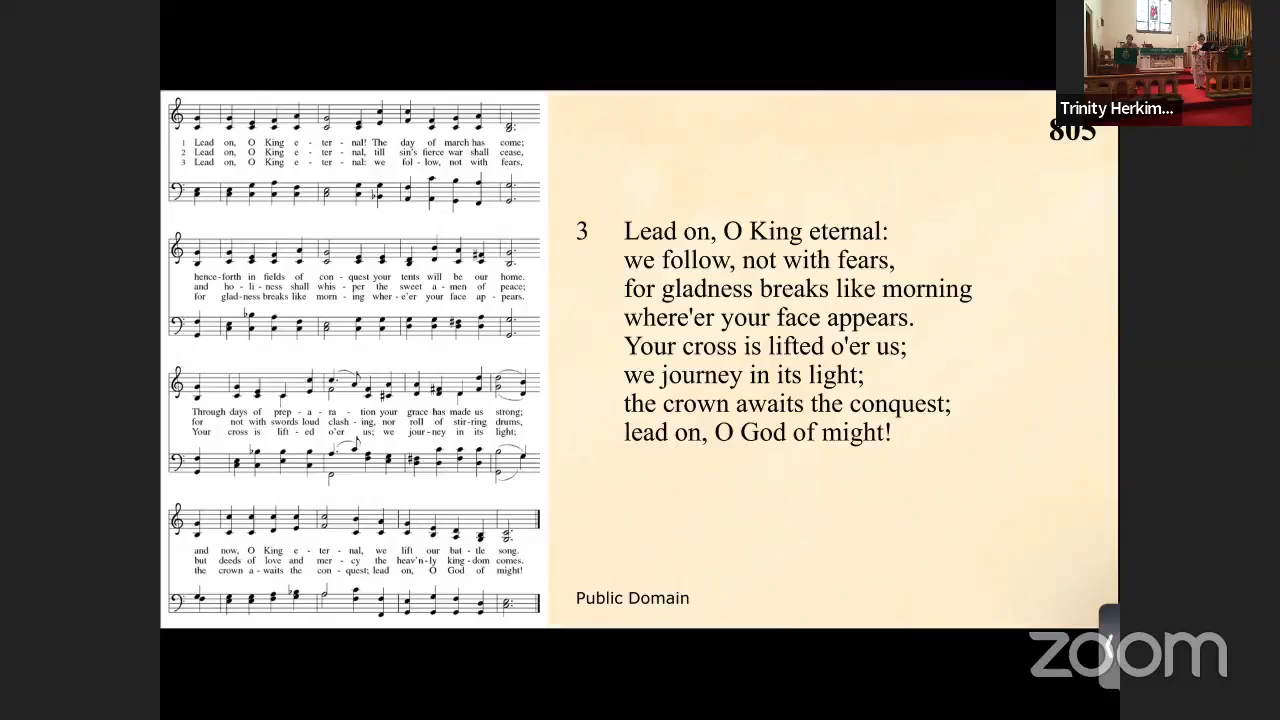 1 Lead on, O King e - ter - nal! The day of march has come;
2 Lead on, O King e - ter - nal, till sin's fierce war shall cease,
3 Lead on, O King e - ter - nal: we fol - low, not with fears,
hence - forth in fields of con - quest your tents will be our home.
and ho - li - ness shall whis - per the sweet a - men of peace;
for glad - ness breaks like morn - ing wher - e'er your face ap - pears.
Through days of prep - a - ra - tion your grace has made us strong;
for not with swords loud clash - ing, nor roll of stir - ring drums,
Your cross is lift - ed o'er us; we jour - ney in its light;
and now, O King e - ter - nal, we lift our bat - tle song.
but deeds of love and mer - cy the heav'n - ly king - dom comes.
the crown a - waits the con - quest; lead on, O God of might!
Trinity Herkim...
805
3 Lead on, O King eternal:
we follow, not with fears,
for gladness breaks like morning
where'er your face appears.
Your cross is lifted o'er us;
we journey in its light;
the crown awaits the conquest;
lead on, O God of might!
Public Domain
zoom